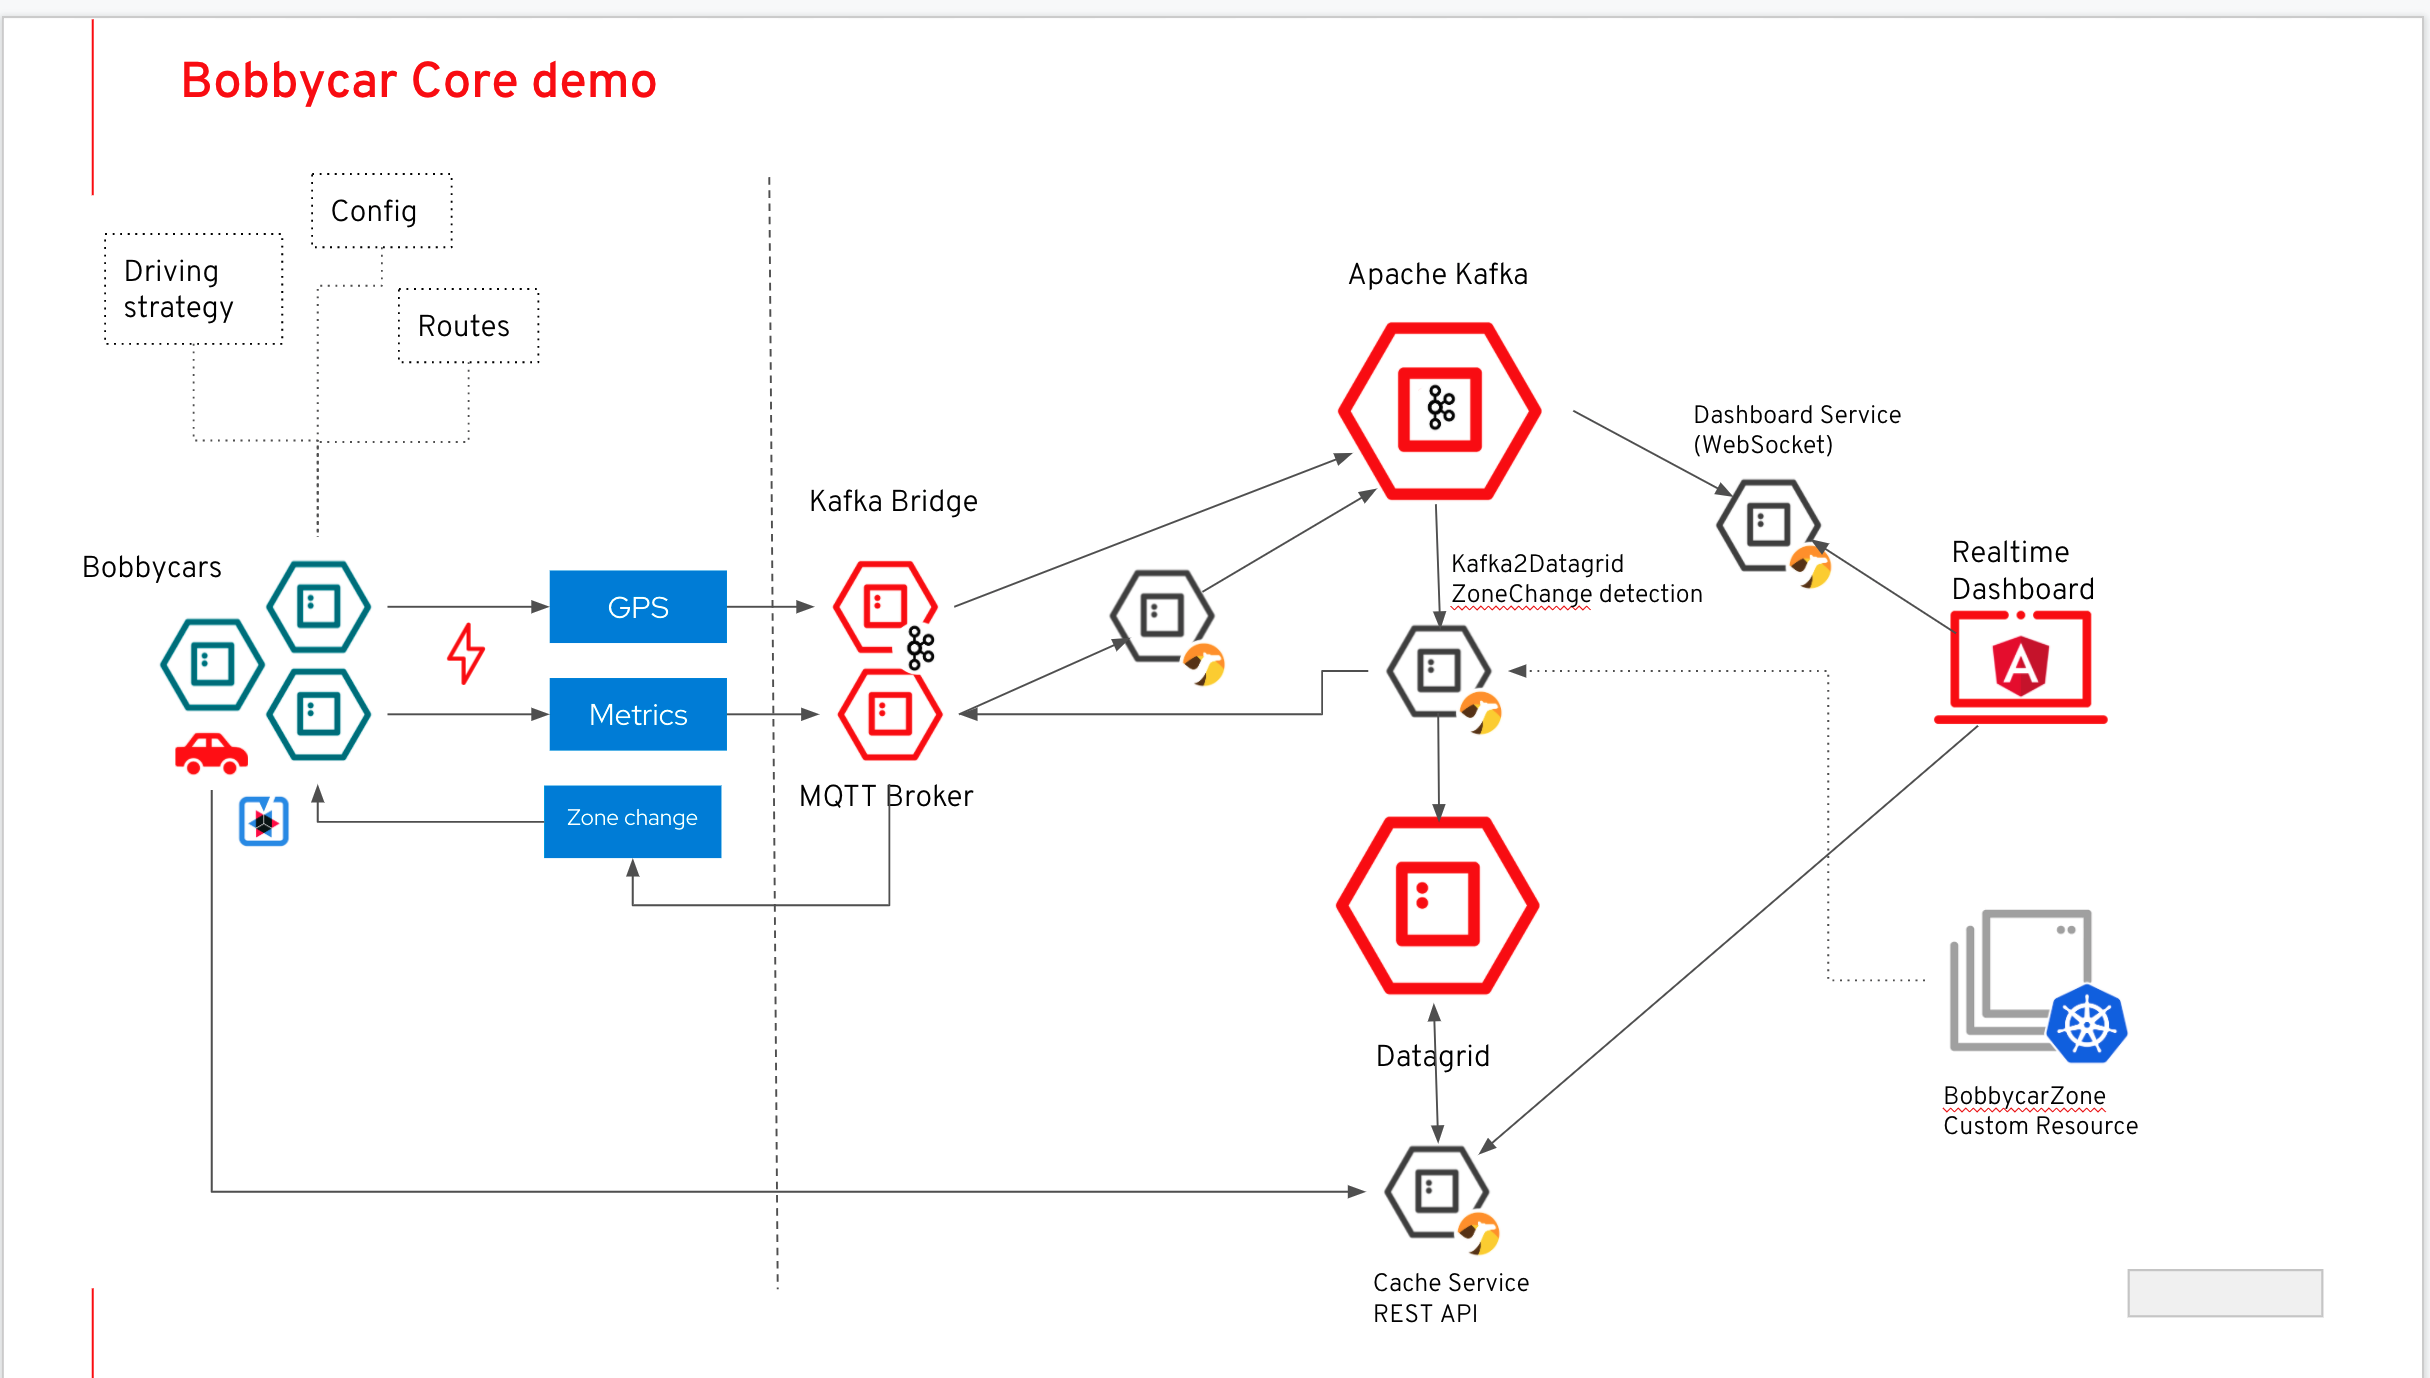 Bobbycar Core demo
Config
Driving
strategy
Routes
Apache Kafka
Dashboard Service
(WebSocket)
Kafka Bridge
Realtime
Dashboard
Bobbycars
Kafka2Datagrid
ZoneChange detection
GPS
Metrics
MQTT Broker
Zone change
Datagrid
BobbycarZone
Custom Resource
Cache Service
REST API
A